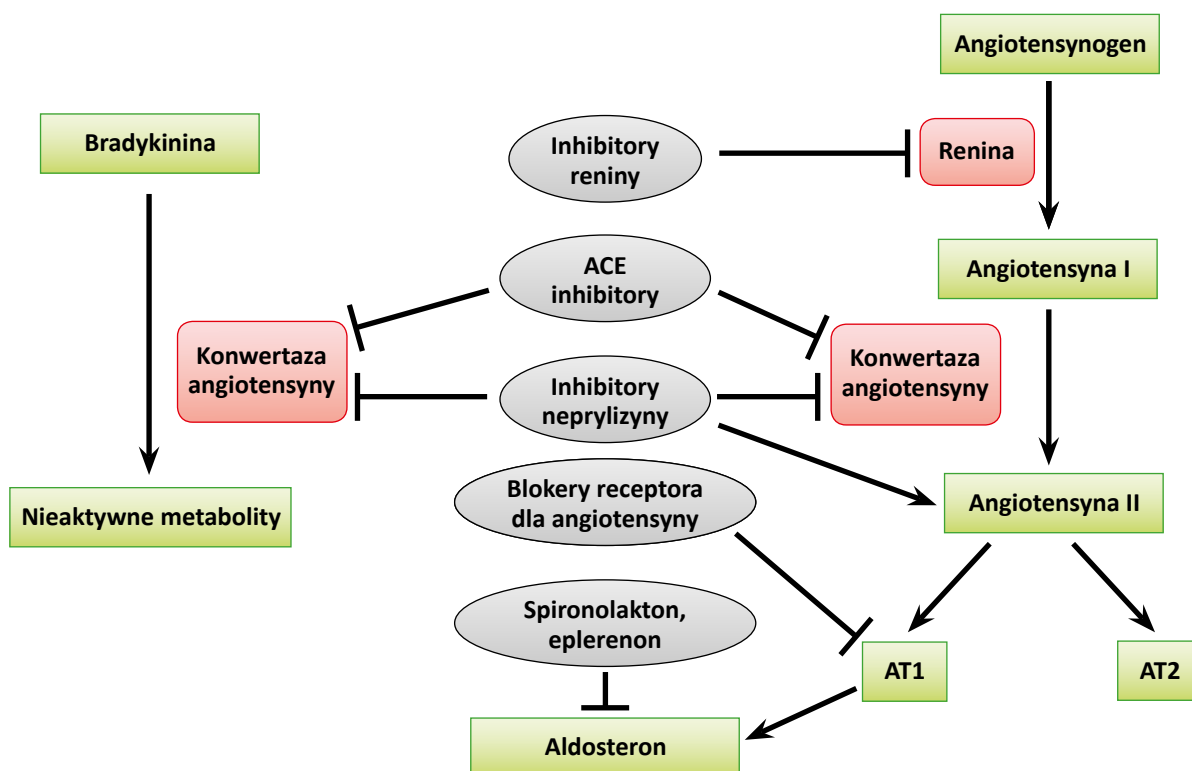 Angiotensynogen
Bradykinina
Inhibitory
reniny
Renina
ACE
inhibitory
Angiotensyna I
Konwertaza
angiotensyny
Inhibitory
neprylizyny
Konwertaza
angiotensyny
Nieaktywne metabolity
Blokery receptora
dla angiotensyny
Angiotensyna II
Spironolakton,
eplerenon
AT1
AT2
Aldosteron